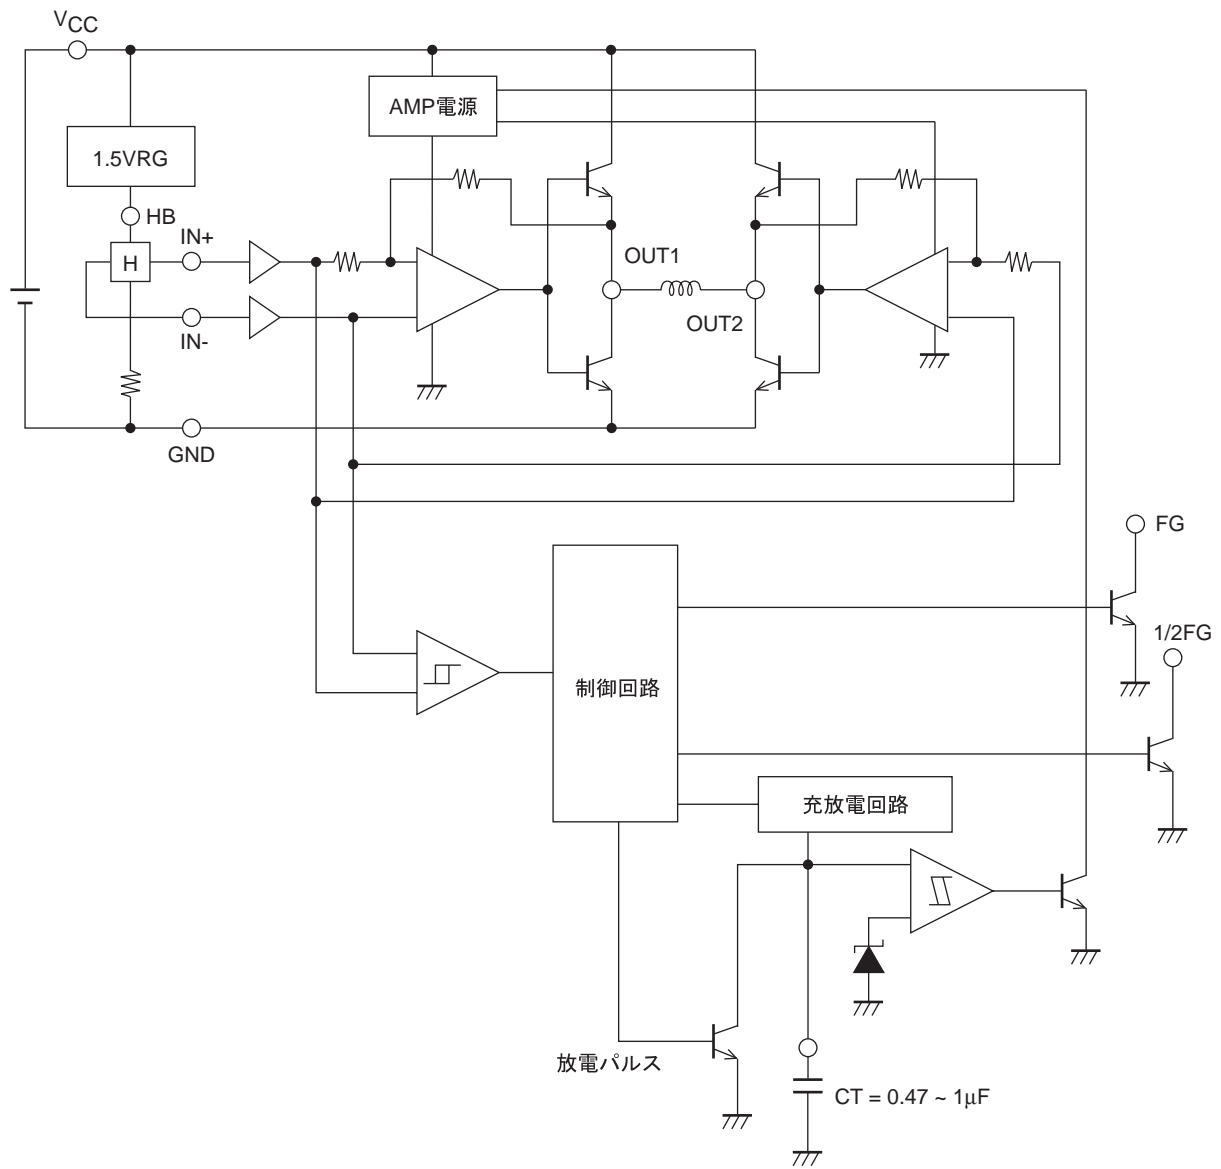 VCC
AMP電源
1.5VRG
HB
IN+
H
OUT1
OUT2
IN-
GND
FG
1/2FG
制御回路
充放電回路
放電パルス
CT = 0.47 ~ 1μF